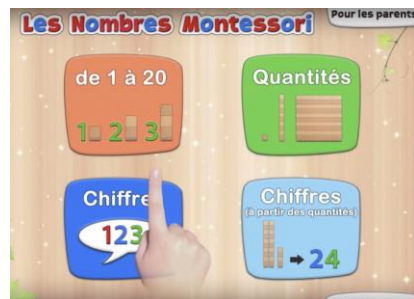 Les Nombres Montessori
Pour les parents
de 1 à 20
1 2 3
Quantités
Chiffre
123
Chiffres
(à partir des quantités)
24